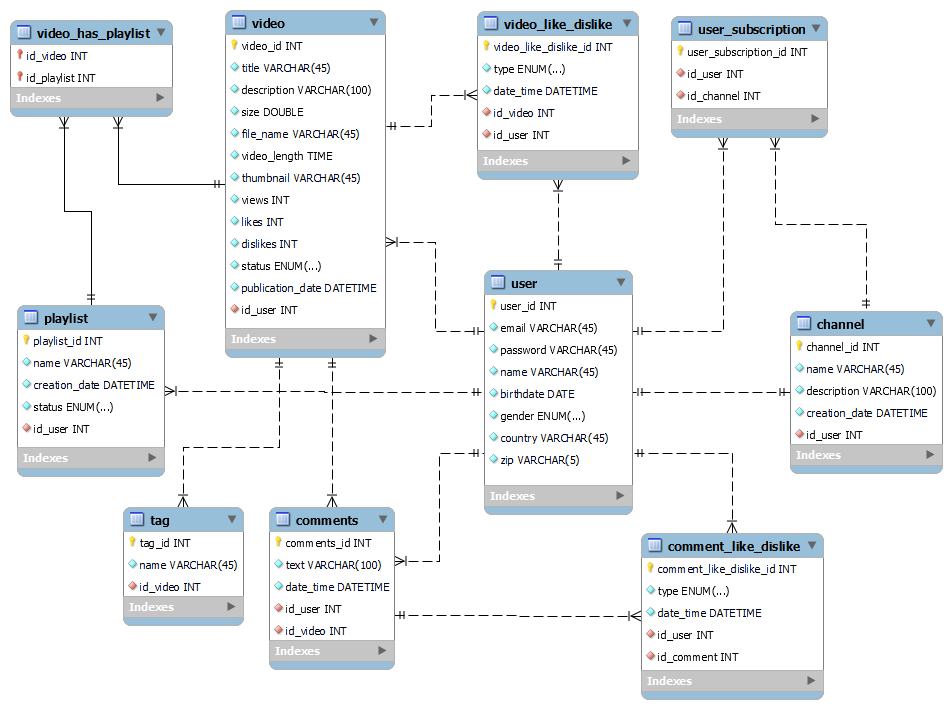 video_has_playlist
id_video INT
id_playlist INT
Indexes
video
video_id INT
title VARCHAR(45)
description VARCHAR(100)
size DOUBLE
file_name VARCHAR(45)
video_length TIME
thumbnail VARCHAR(45)
views INT
likes INT
dislikes INT
status ENUM(...)
publication_date DATETIME
id_user INT
Indexes
video_like_dislike
video_like_dislike_id INT
type ENUM(...)
date_time DATETIME
id_video INT
id_user INT
Indexes
user_subscription
user_subscription_id INT
id_user INT
id_channel INT
Indexes
playlist
playlist_id INT
name VARCHAR(45)
creation_date DATETIME
status ENUM(...)
id_user INT
Indexes
user
user_id INT
email VARCHAR(45)
password VARCHAR(45)
name VARCHAR(45)
birthdate DATE
gender ENUM(...)
country VARCHAR(45)
zip VARCHAR(5)
Indexes
channel
channel_id INT
name VARCHAR(45)
description VARCHAR(100)
creation_date DATETIME
id_user INT
Indexes
tag
tag_id INT
name VARCHAR(45)
id_video INT
Indexes
comments
comments_id INT
text VARCHAR(100)
date_time DATETIME
id_user INT
id_video INT
Indexes
comment_like_dislike
comment_like_dislike_id INT
type ENUM(...)
date_time DATETIME
id_user INT
id_comment INT
Indexes